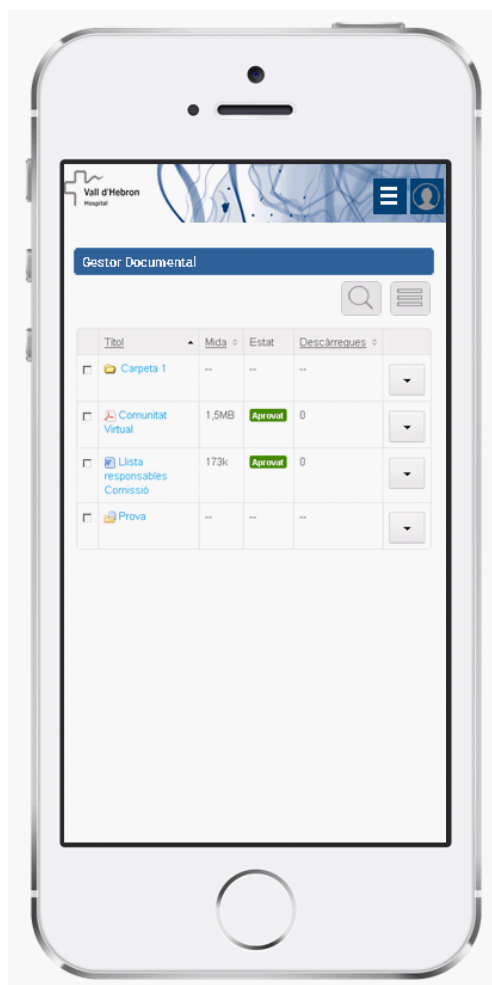 Vall d'Hebron
Hospital
Gestor Documental
Títol Mida Estat Descàrregues
Carpeta 1 -- -- --
Comunitat 1,5MB Aprovat 0
Virtual
Llista 173k Aprovat 0
responsables
Comissió
Prova -- -- --